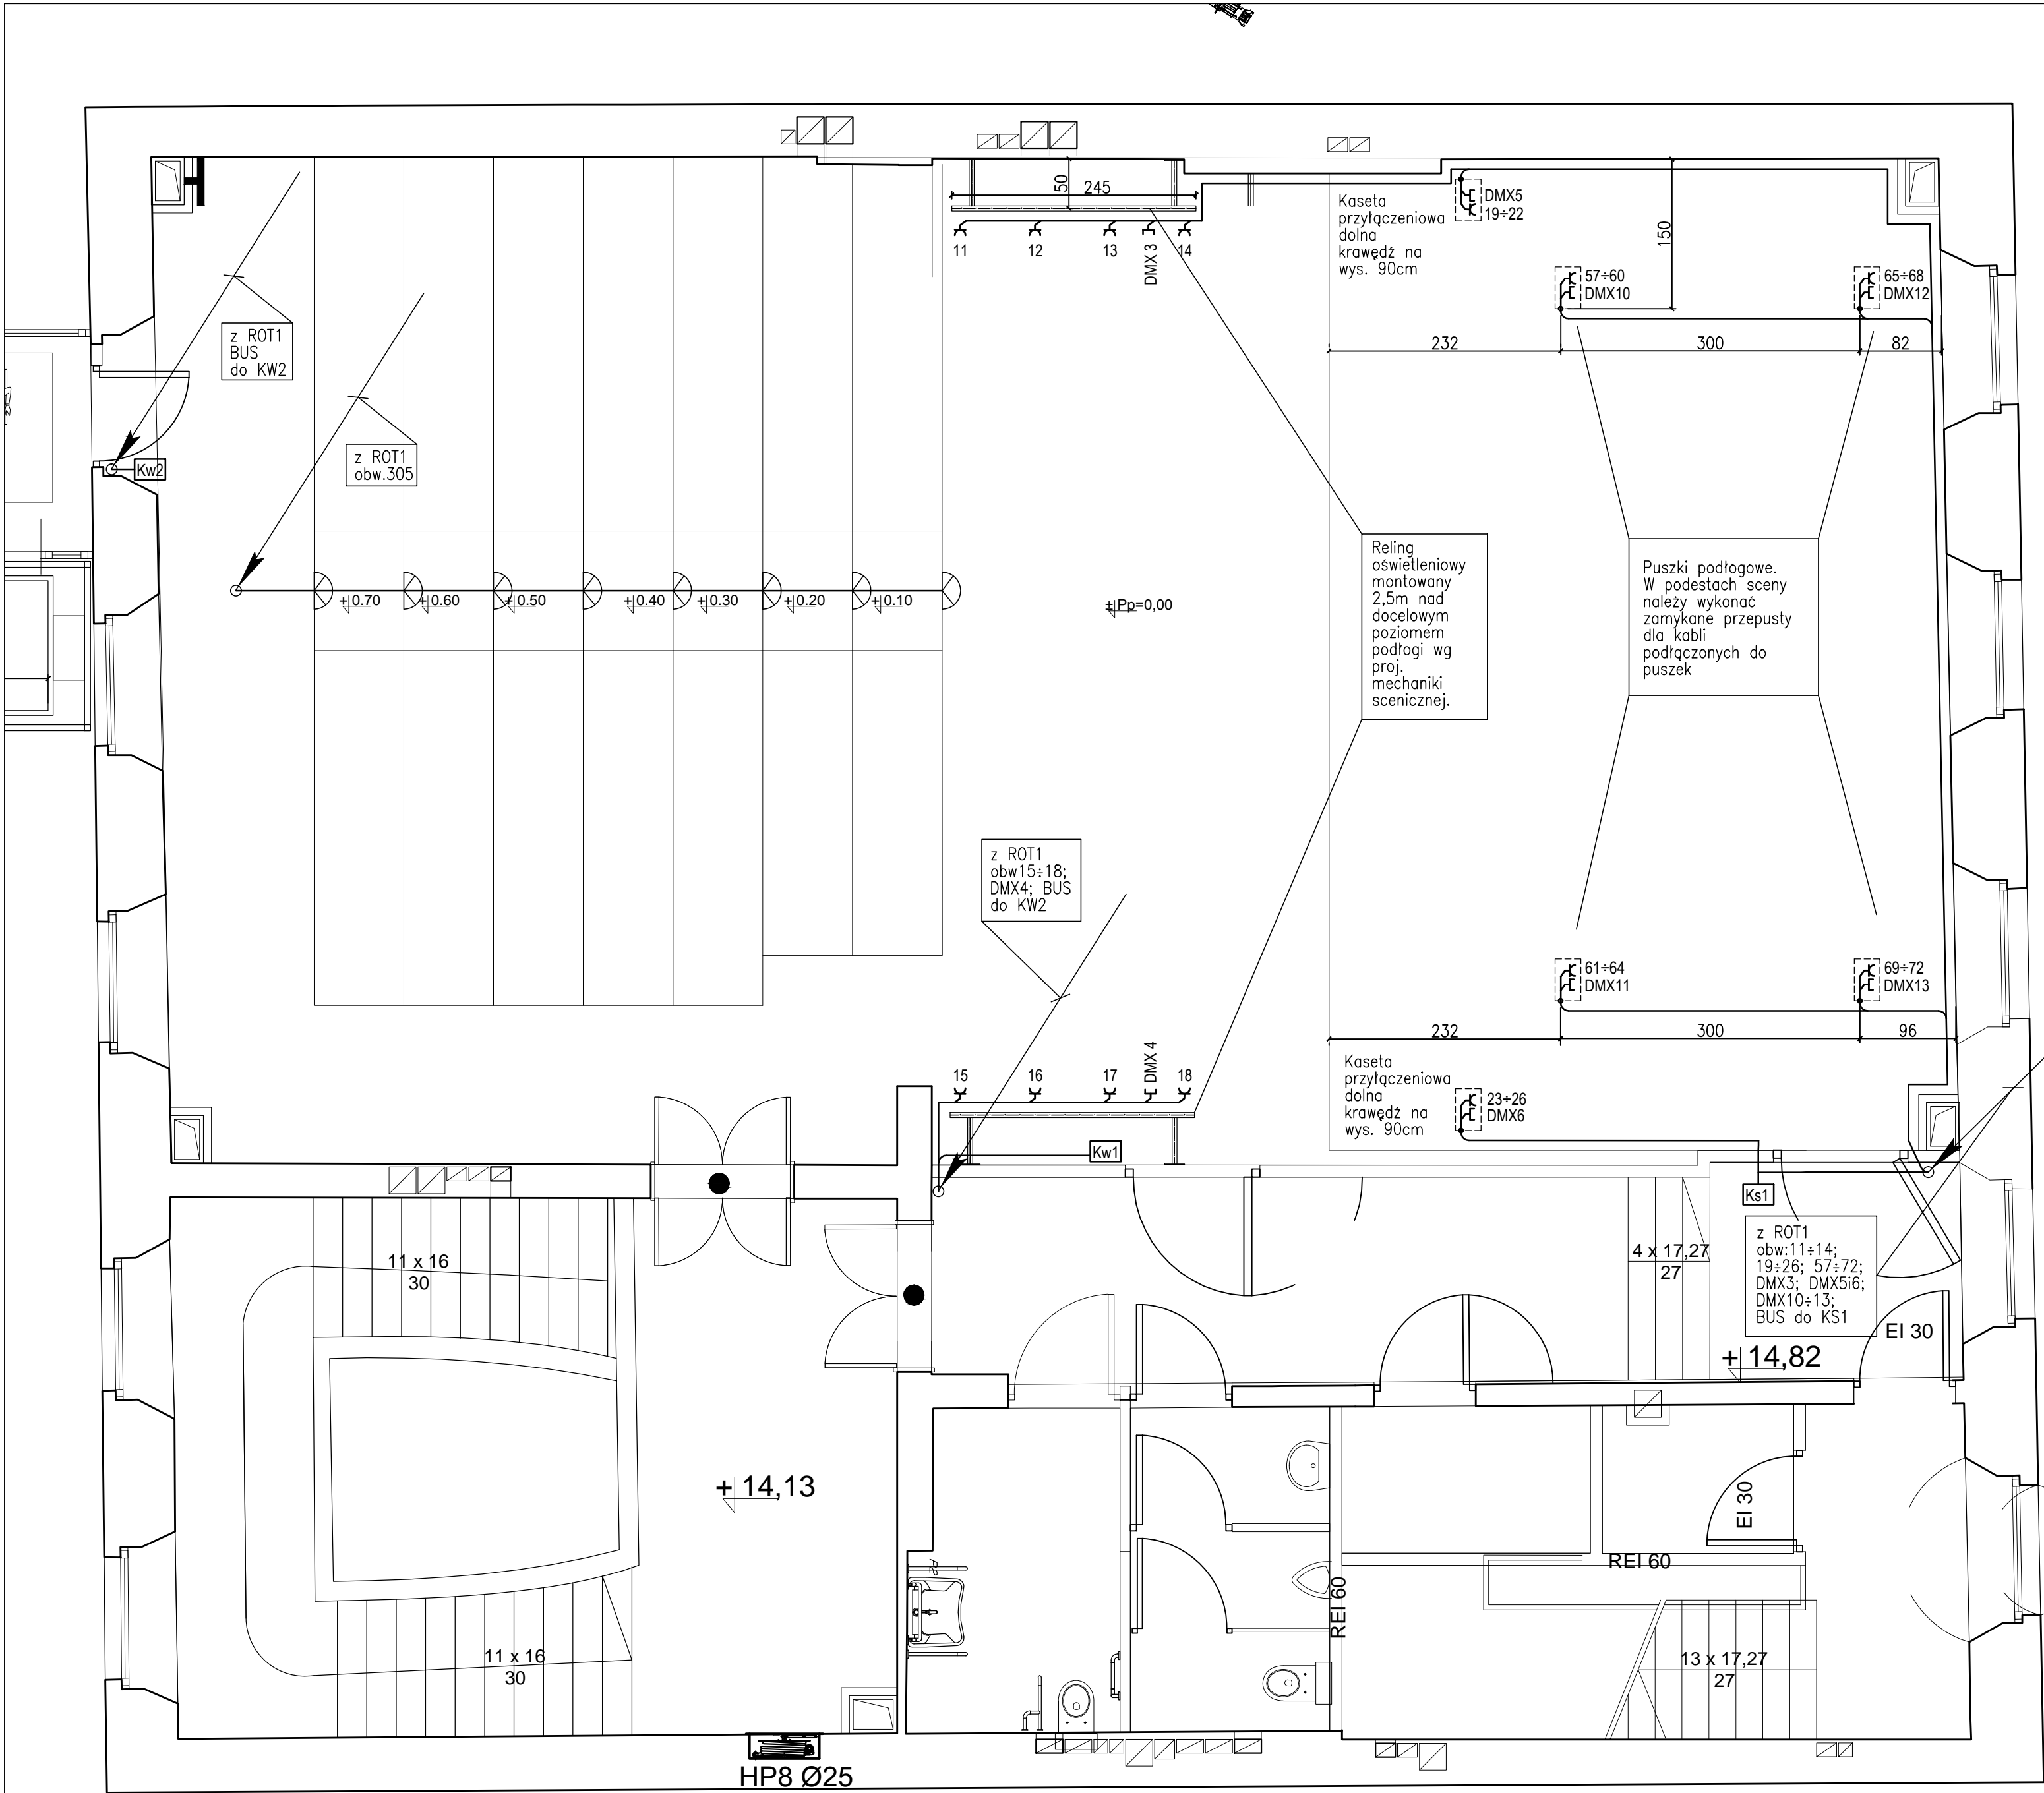 50
245
11
12
13
DMX 3
14
Kaseta
przyłączeniowa
dolna
krawędź na
wys. 90cm
DMX5
19÷22
150
57÷60
DMX10
65÷68
DMX12
232
300
82
z ROT1
BUS
do KW2
Kw2
z ROT1
obw.305
+0.70
+0.60
+0.50
+0.40
+0.30
+0.20
+0.10
±Pp=0,00
Reling
oświetleniowy
montowany
2,5m nad
docelowym
poziomem
podłogi wg
proj.
mechaniki
scenicznej.
Puszki podłogowe.
W podestach sceny
należy wykonać
zamykane przepusty
dla kabli
podłączonych do
puszek
z ROT1
obw15÷18;
DMX4; BUS
do KW2
61÷64
DMX11
69÷72
DMX13
232
300
96
15
16
17
DMX 4
18
Kaseta
przyłączeniowa
dolna
krawędź na
wys. 90cm
23÷26
DMX6
Kw1
Ks1
z ROT1
obw:11÷14;
19÷26; 57÷72;
DMX3; DMX5i6;
DMX10÷13;
BUS do KS1
11 x 16
30
4 x 17,27
27
EI 30
+ 14,82
+ 14,13
EI 30
REI 60
REI 60
11 x 16
30
13 x 17,27
27
HP8 Ø25